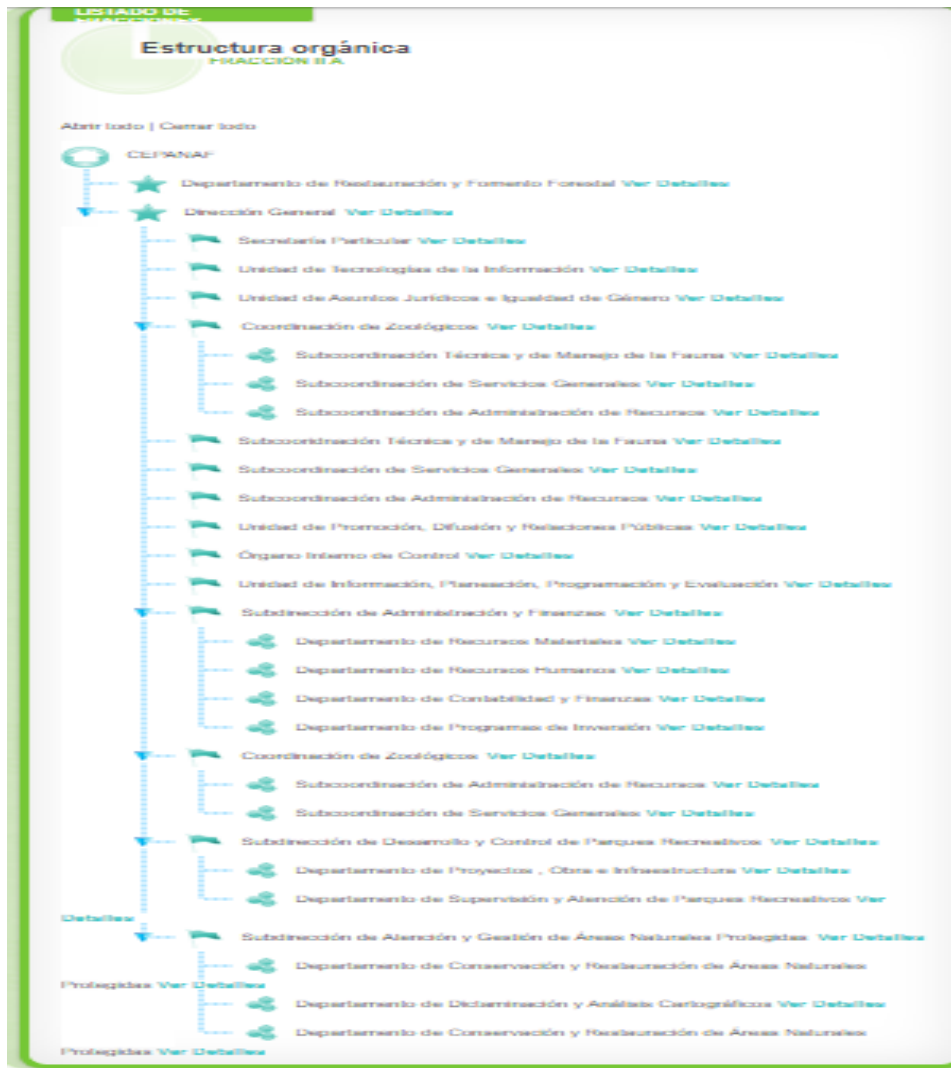 LISTADO DE
FRACCIONES
Estructura orgánica
FRACCIÓN II A
Abrir todo | Cerrar todo
CEPANAF
Departamento de Restauración y Fomento Forestal Ver Detalles
Dirección General Ver Detalles
Secretaría Particular Ver Detalles
Unidad de Tecnologías de la Información Ver Detalles
Unidad de Asuntos Jurídicos e Igualdad de Género Ver Detalles
Coordinación de Zoológicos Ver Detalles
Subcoordinación Técnica y de Manejo de la Fauna Ver Detalles
Subcoordinación de Servicios Generales Ver Detalles
Subcoordinación de Administración de Recursos Ver Detalles
Subcooridnación Técnica y de Manejo de la Fauna Ver Detalles
Subcoordinación de Servicios Generales Ver Detalles
Subcoordinación de Administración de Recursos Ver Detalles
Unidad de Promoción, Difusión y Relaciones Públicas Ver Detalles
Órgano Interno de Control Ver Detalles
Unidad de Información, Planeación, Programación y Evaluación Ver Detalles
Subdirección de Administración y Finanzas Ver Detalles
Departamento de Recursos Materiales Ver Detalles
Departamento de Recursos Humanos Ver Detalles
Departamento de Contabilidad y Finanzas Ver Detalles
Departamento de Programas de Inversión Ver Detalles
Coordinación de Zoológicos Ver Detalles
Subcoordinación de Administración de Recursos Ver Detalles
Subcoordinación de Servicios Generales Ver Detalles
Subdirección de Desarrollo y Control de Parques Recreativos Ver Detalles
Departamento de Proyectos , Obra e Infraestructura Ver Detalles
Departamento de Supervisión y Atención de Parques Recreativos Ver
Detalles
Subdirección de Atención y Gestión de Áreas Naturales Protegidas Ver Detalles
Departamento de Conservación y Restauración de Áreas Naturales
Protegidas Ver Detalles
Departamento de Dictaminación y Análisis Cartográficos Ver Detalles
Departamento de Conservación y Restauración de Áreas Naturales
Protegidas Ver Detalles